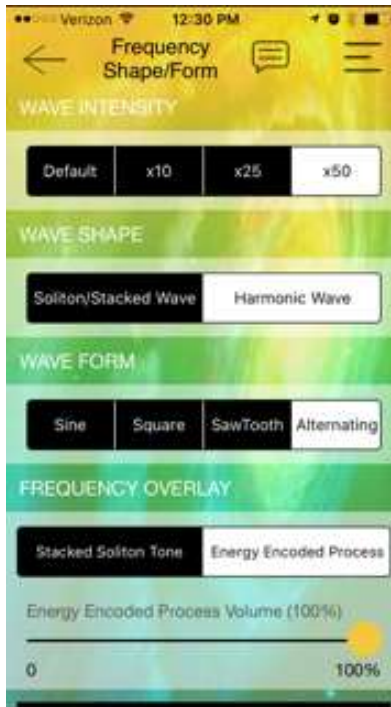 Verizon 12:30 PM
Frequency
Shape/Form
WAVE INTENSITY
Default x10 x25 x50
WAVE SHAPE
Soliton/Stacked Wave Harmonic Wave
WAVE FORM
Sine Square SawTooth Alternating
FREQUENCY OVERLAY
Stacked Soliton Tone Energy Encoded Process
Energy Encoded Process Volume (100%)
0 100%